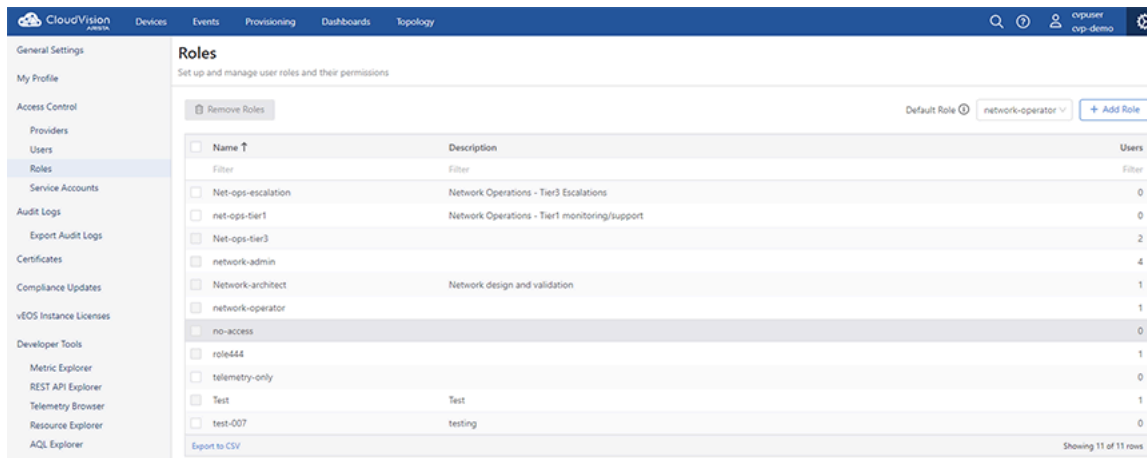 CloudVision Devices Events Provisioning Dashboards Topology cvpuser
ARISTA cvp-demo
General Settings
My Profile
Access Control
Providers
Users
Roles
Service Accounts
Audit Logs
Export Audit Logs
Certificates
Compliance Updates
vEOS Instance Licenses
Developer Tools
Metric Explorer
REST API Explorer
Telemetry Browser
Resource Explorer
AQL Explorer
Roles
Set up and manage user roles and their permissions
Remove Roles Default Role network-operator + Add Role
Name ↑ Description Users
Filter Filter Filter
Net-ops-escalation Network Operations - Tier3 Escalations 0
net-ops-tier1 Network Operations - Tier1 monitoring/support 0
Net-ops-tier3 2
network-admin 4
Network-architect Network design and validation 1
network-operator 1
no-access 0
role444 1
telemetry-only 0
Test Test 1
test-007 testing 0
Export to CSV Showing 11 of 11 rows